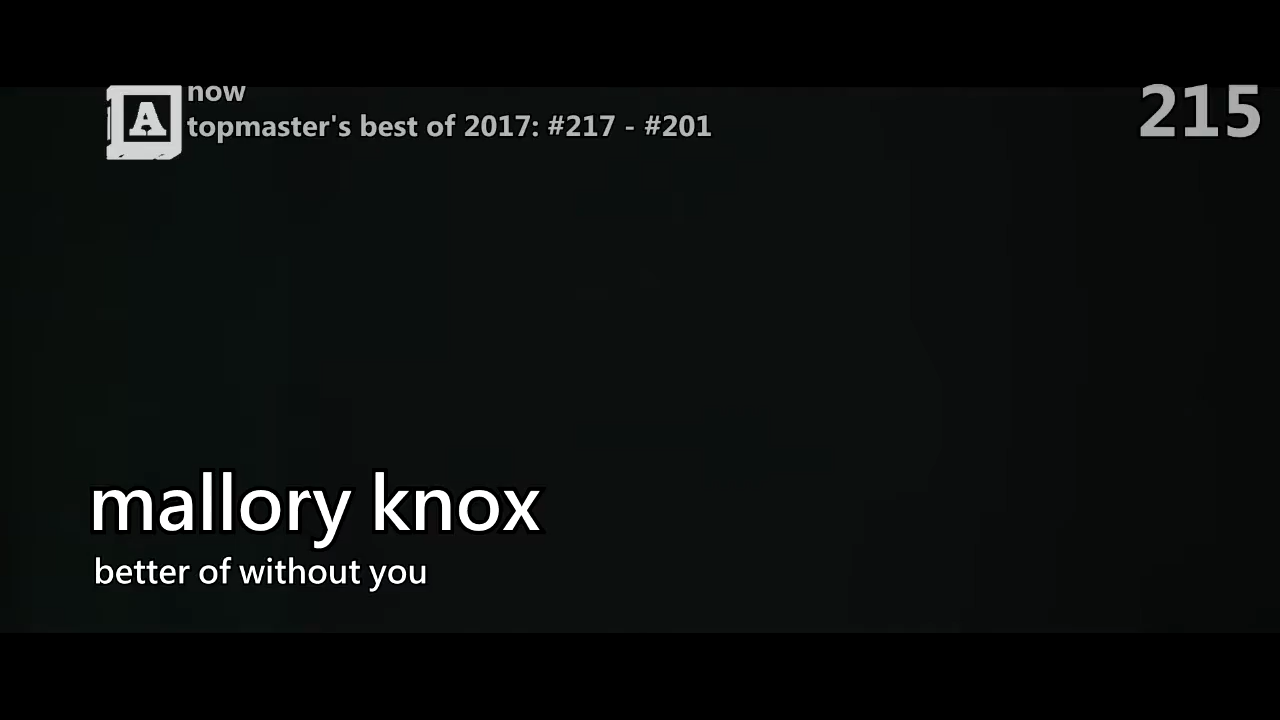 A
now
topmaster's best of 2017: #217 - #201
215
mallory knox
better of without you